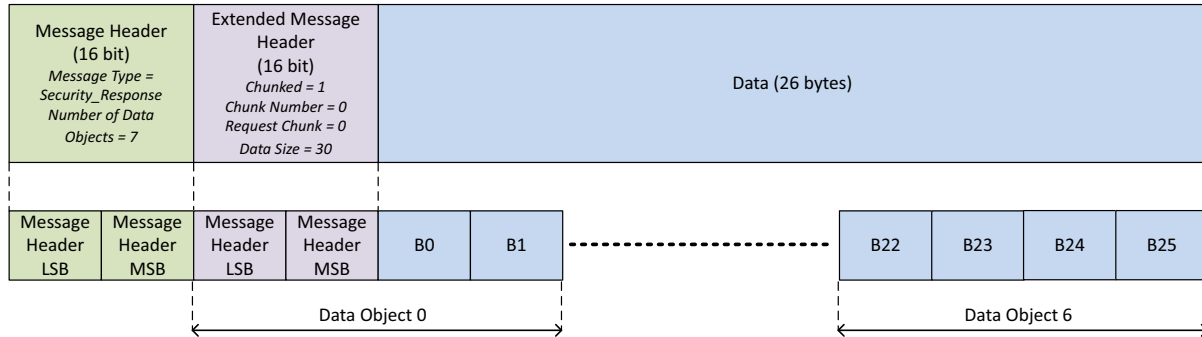 Message Header
(16 bit)
Message Type =
Security_Response
Number of Data
Objects = 7
Extended Message
Header
(16 bit)
Chunked = 1
Chunk Number = 0
Request Chunk = 0
Data Size = 30
Data (26 bytes)
Message
Header
LSB
Message
Header
MSB
Message
Header
LSB
Message
Header
MSB
B0
B1
B22
B23
B24
B25
Data Object 0
Data Object 6